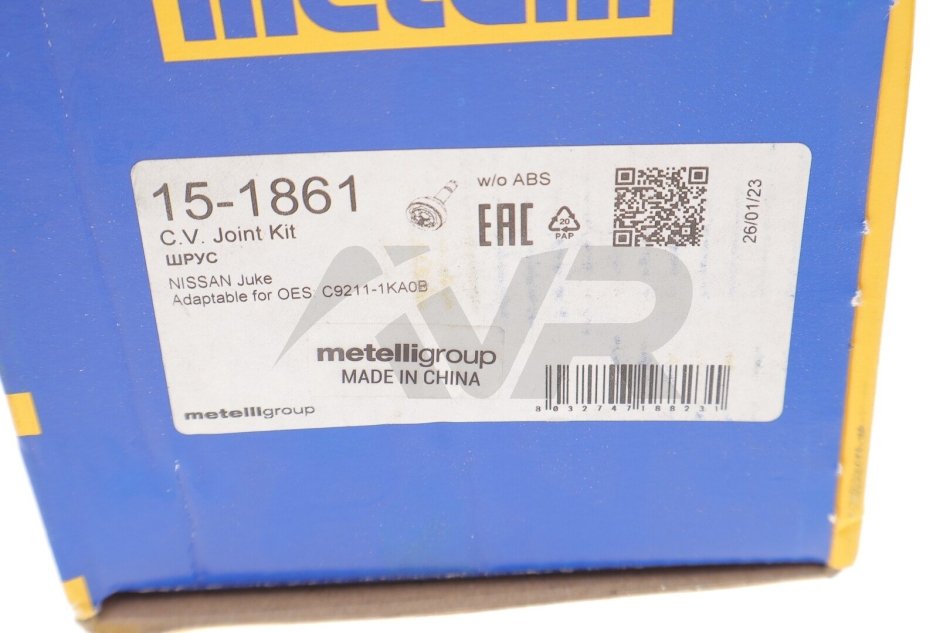 metelli
15-1861
C.V. Joint Kit
ШРУС
NISSAN Juke
Adaptable for OES C9211-1KA0B
w/o ABS
EAC
20
PAP
26/01/23
metelligroup
MADE IN CHINA
metelligroup
8032747188231
AVR